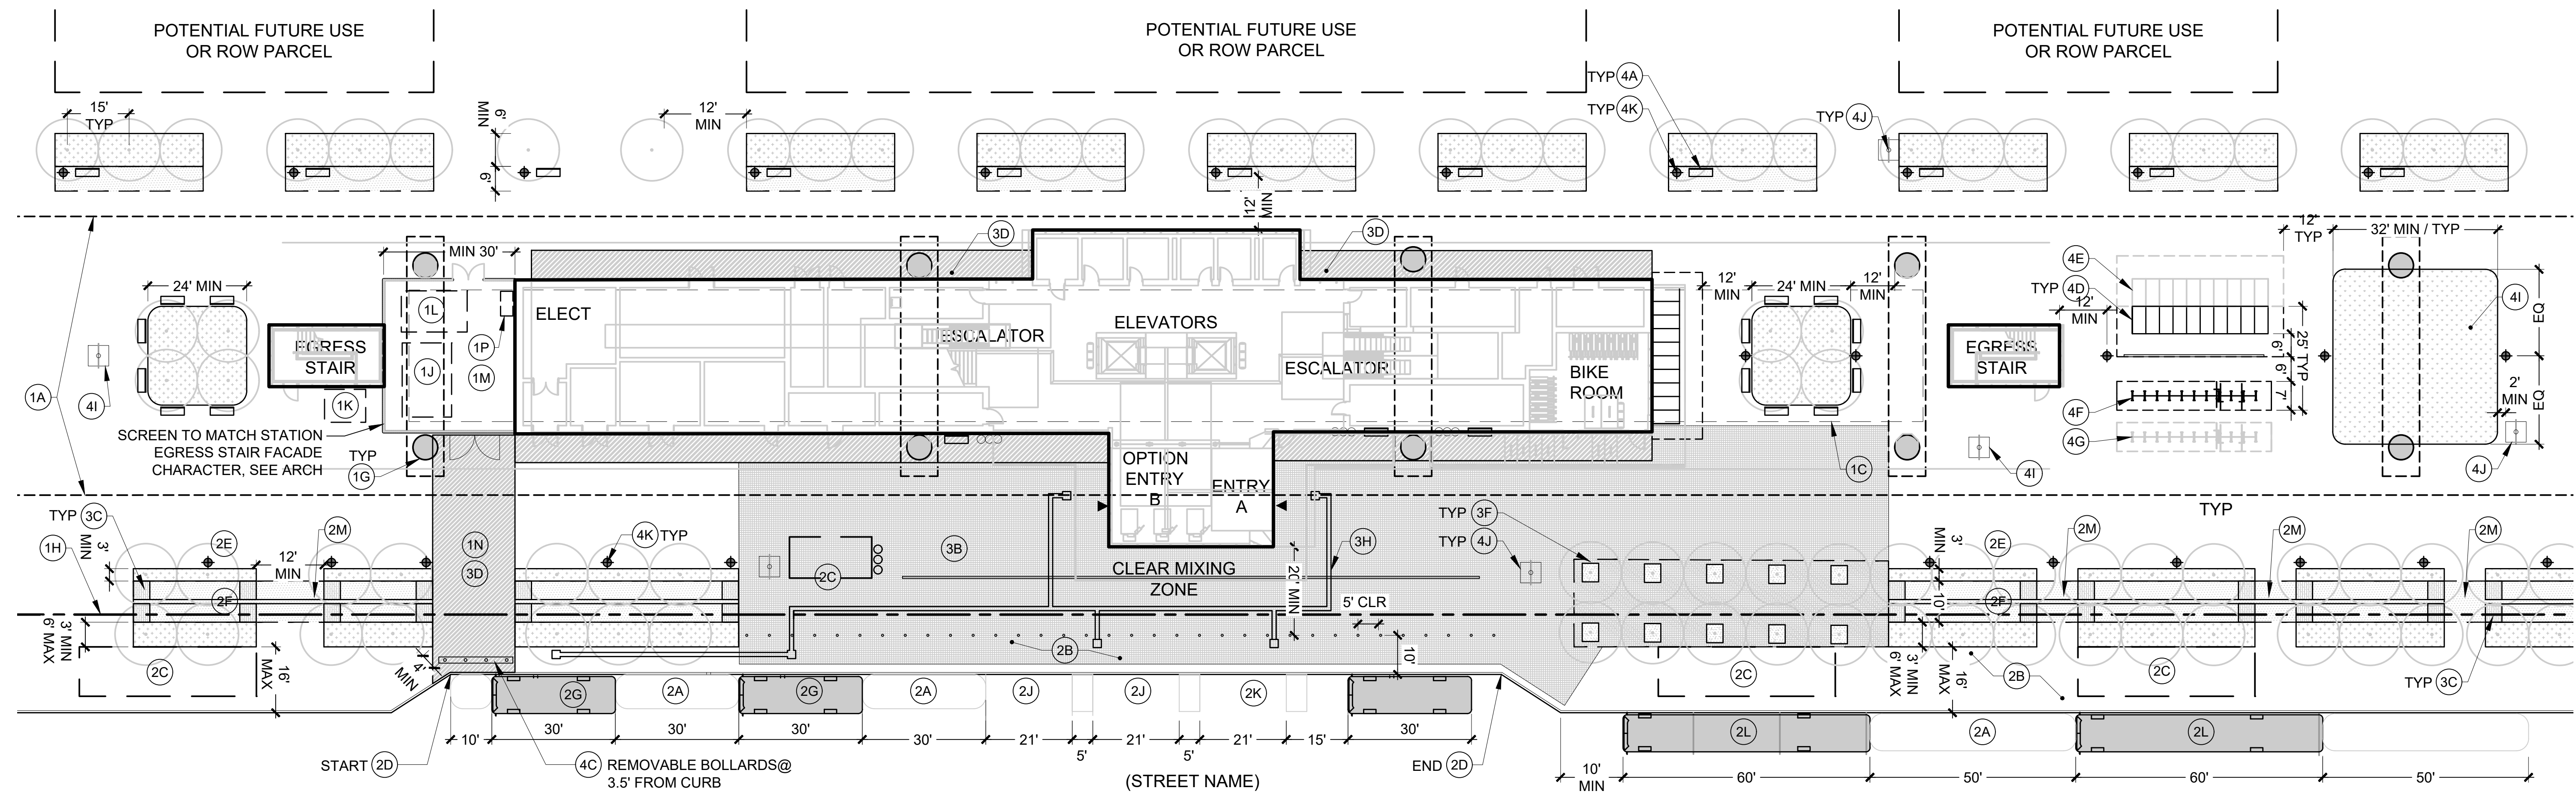 POTENTIAL FUTURE USE
OR ROW PARCEL
POTENTIAL FUTURE USE
OR ROW PARCEL
POTENTIAL FUTURE USE
OR ROW PARCEL
15'
TYP
6'
MIN
6'
12'
MIN
TYP 4A
TYP 4K
TYP 4J
12'
MIN
12'
TYP
32' MIN / TYP
1A
MIN 30'
3D
3D
24' MIN
4I
EGRESS
STAIR
1L
1J
1K
1P
1M
ELECT
ESCALATOR
ELEVATORS
ESCALATOR
BIKE
ROOM
12'
MIN
24' MIN
12'
MIN
EGRESS
STAIR
4E
TYP 4D
12'
MIN
4F
4G
6'
6'
7'
25' TYP
4I
EQ
EQ
2'
MIN
4J
4I
1C
SCREEN TO MATCH STATION
EGRESS STAIR FACADE
CHARACTER, SEE ARCH
TYP
1G
OPTION
ENTRY
B
ENTRY
A
TYP 3C
1H
3'
MIN
2E
12'
MIN
2M
2F
1N
3D
4K TYP
2C
3B
CLEAR MIXING
ZONE
20' MIN
3H
5' CLR
TYP 3F
TYP 4J
TYP
3'
MIN
2E
2M
2M
2M
2F
10'
3' MIN
6' MAX
2C
16'
MAX
4'
MIN
2B
10'
2C
3' MIN
6' MAX
16'
MAX
2C
2B
TYP 3C
2G
2A
2G
2A
2J
2J
2K
2L
2A
2L
10'
30'
30'
30'
30'
21'
5'
21'
5'
21'
15'
30'
START 2D
4C REMOVABLE BOLLARDS@
3.5' FROM CURB
(STREET NAME)
END 2D
10'
MIN
60'
50'
60'
50'